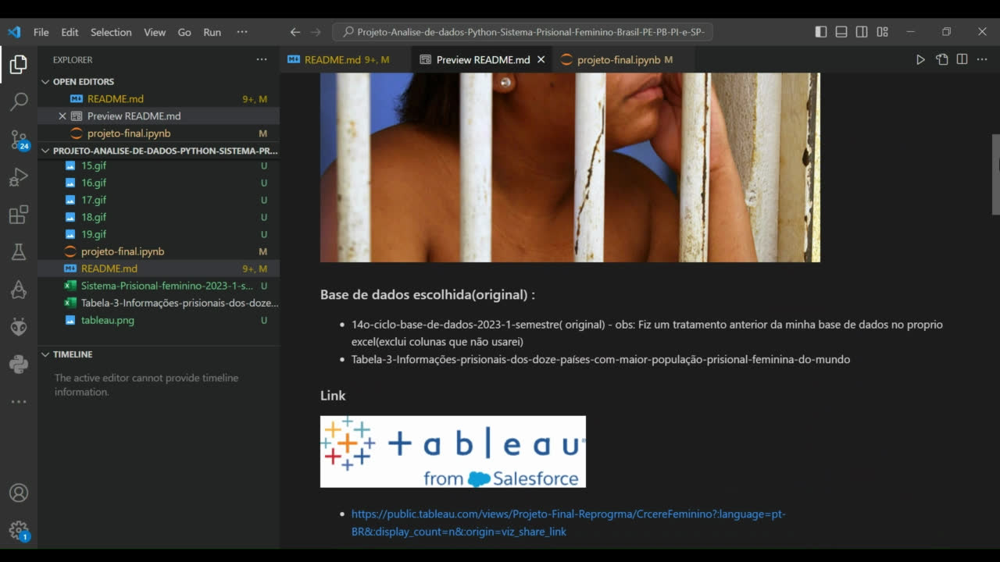 File Edit Selection View Go Run ···
Projeto-Analise-de-dados-Python-Sistema-Prisional-Feminino-Brasil-PE-PB-PI-e-SP-
EXPLORER
README.md 9+, M
Preview README.md
projeto-final.ipynb M
OPEN EDITORS
README.md 9+, M
Preview README.md
projeto-final.ipynb M
PROJETO-ANALISE-DE-DADOS-PYTHON-SISTEMA-PR...
15.gif U
16.gif U
17.gif U
18.gif U
19.gif U
projeto-final.ipynb M
README.md 9+, M
Sistema-Prisional-feminino-2023-1-s... U
Tabela-3-Informações-prisionais-dos-doze...
tableau.png U
TIMELINE
The active editor cannot provide timeline
information.
24
1
Base de dados escolhida(original) :
14o-ciclo-base-de-dados-2023-1-semestre( original) - obs: Fiz um tratamento anterior da minha base de dados no proprio
excel(exclui colunas que não usarei)
Tabela-3-Informações-prisionais-dos-doze-países-com-maior-população-prisional-feminina-do-mundo
Link
+ a b | e a u
from Salesforce
https://public.tableau.com/views/Projeto-Final-Reprogrma/CrcereFeminino?:language=pt-
BR&:display_count=n&:origin=viz_share_link